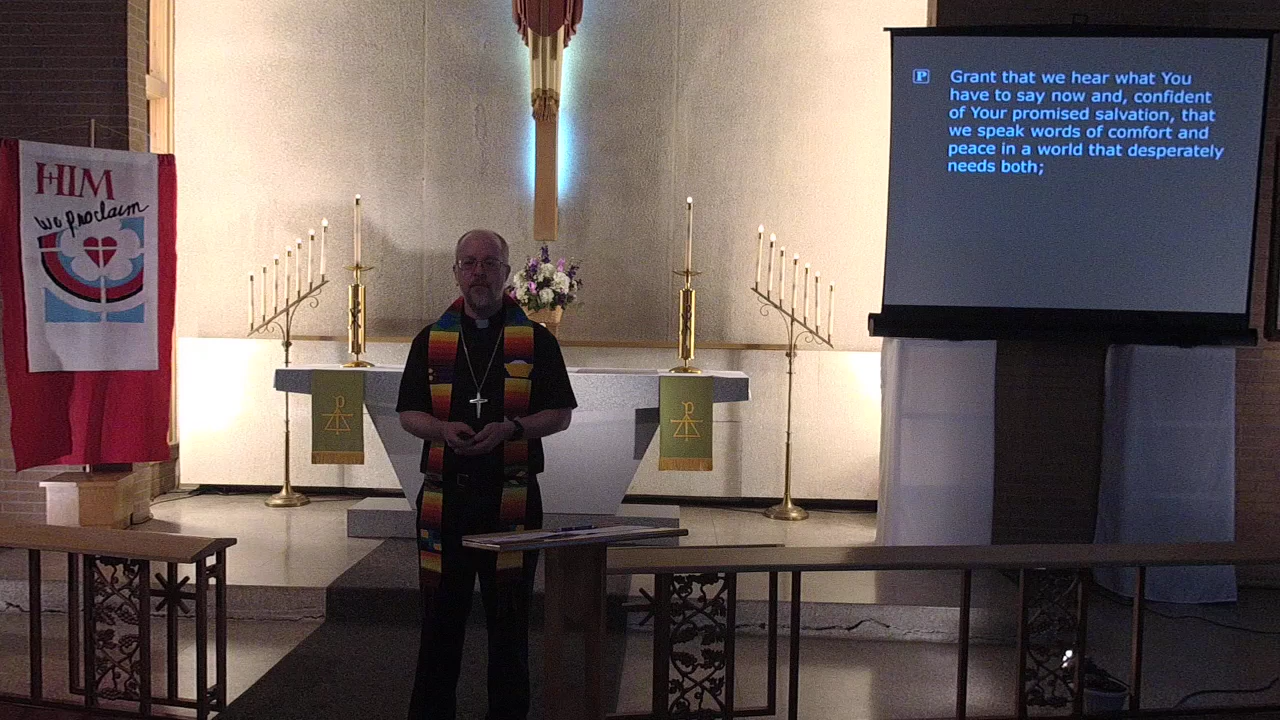 HIM
we proclaim
P Grant that we hear what You
have to say now and, confident
of Your promised salvation, that
we speak words of comfort and
peace in a world that desperately
needs both;